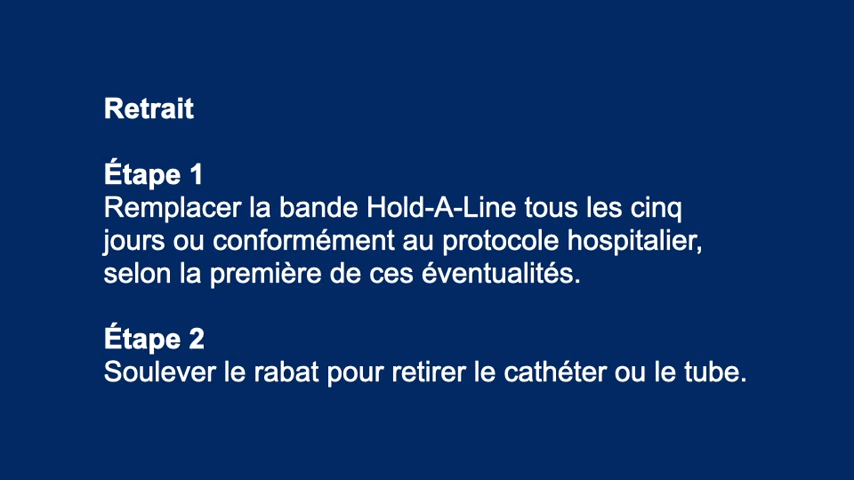 Retrait
Étape 1
Remplacer la bande Hold-A-Line tous les cinq
jours ou conformément au protocole hospitalier,
selon la première de ces éventualités.
Étape 2
Soulever le rabat pour retirer le cathéter ou le tube.